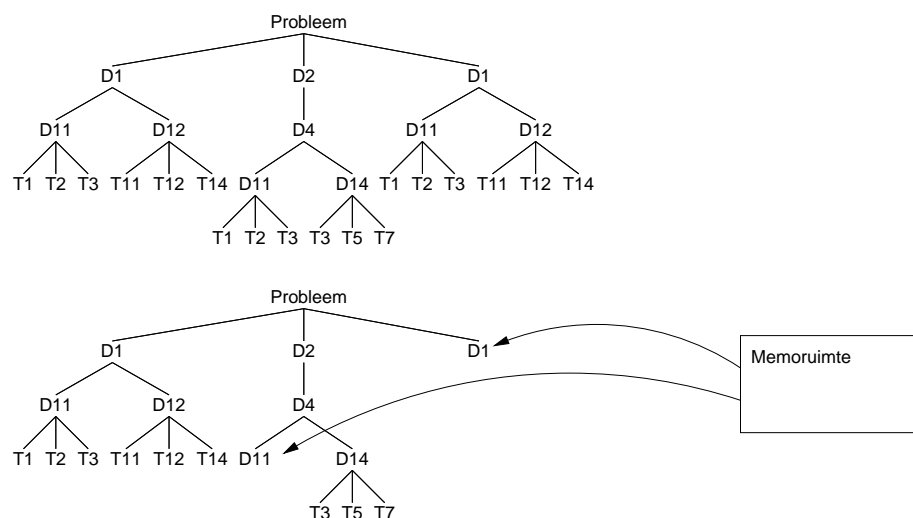 Probleem
D1 D2 D1
D11 D12 D4 D11 D12
T1 T2 T3 T11 T12 T14 D11 D14 T1 T2 T3 T11 T12 T14
T1 T2 T3 T3 T5 T7
Probleem
D1 D2 D1
Memoruimte
D11 D12 D4
T1 T2 T3 T11 T12 T14 D11 D14
T3 T5 T7